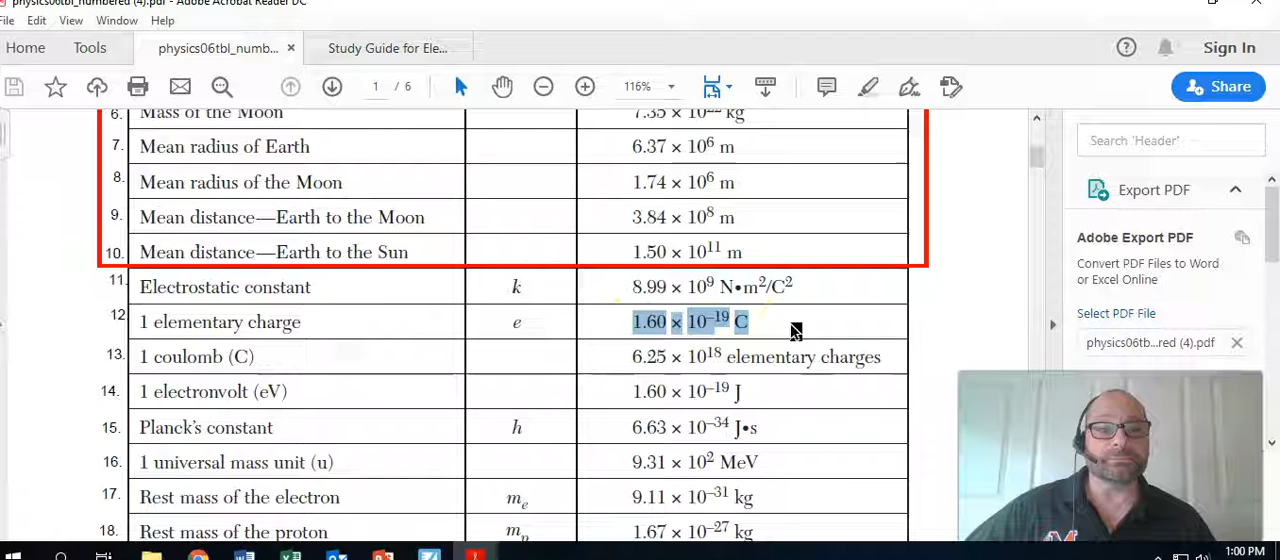 physics06tbl_numbered (4).pdf - Adobe Acrobat Reader DC
File Edit View Window Help
Home Tools physics06tbl_numb... × Study Guide for Ele... ? Sign In
1 / 6 116% Share
6. Mass of the Moon 7.35 × 10²² kg
7. Mean radius of Earth 6.37 × 10⁶ m
8. Mean radius of the Moon 1.74 × 10⁶ m
9. Mean distance—Earth to the Moon 3.84 × 10⁸ m
10. Mean distance—Earth to the Sun 1.50 × 10¹¹ m
11. Electrostatic constant k 8.99 × 10⁹ N•m²/C²
12 1 elementary charge e 1.60 × 10⁻¹⁹ C
13. 1 coulomb (C) 6.25 × 10¹⁸ elementary charges
14. 1 electronvolt (eV) 1.60 × 10⁻¹⁹ J
15. Planck's constant h 6.63 × 10⁻³⁴ J•s
16. 1 universal mass unit (u) 9.31 × 10² MeV
17. Rest mass of the electron mₑ 9.11 × 10⁻³¹ kg
18. Rest mass of the proton mₚ 1.67 × 10⁻²⁷ kg
Search 'Header'
Export PDF
Adobe Export PDF
Convert PDF Files to Word
or Excel Online
Select PDF File
physics06tb...red (4).pdf ×
1:00 PM